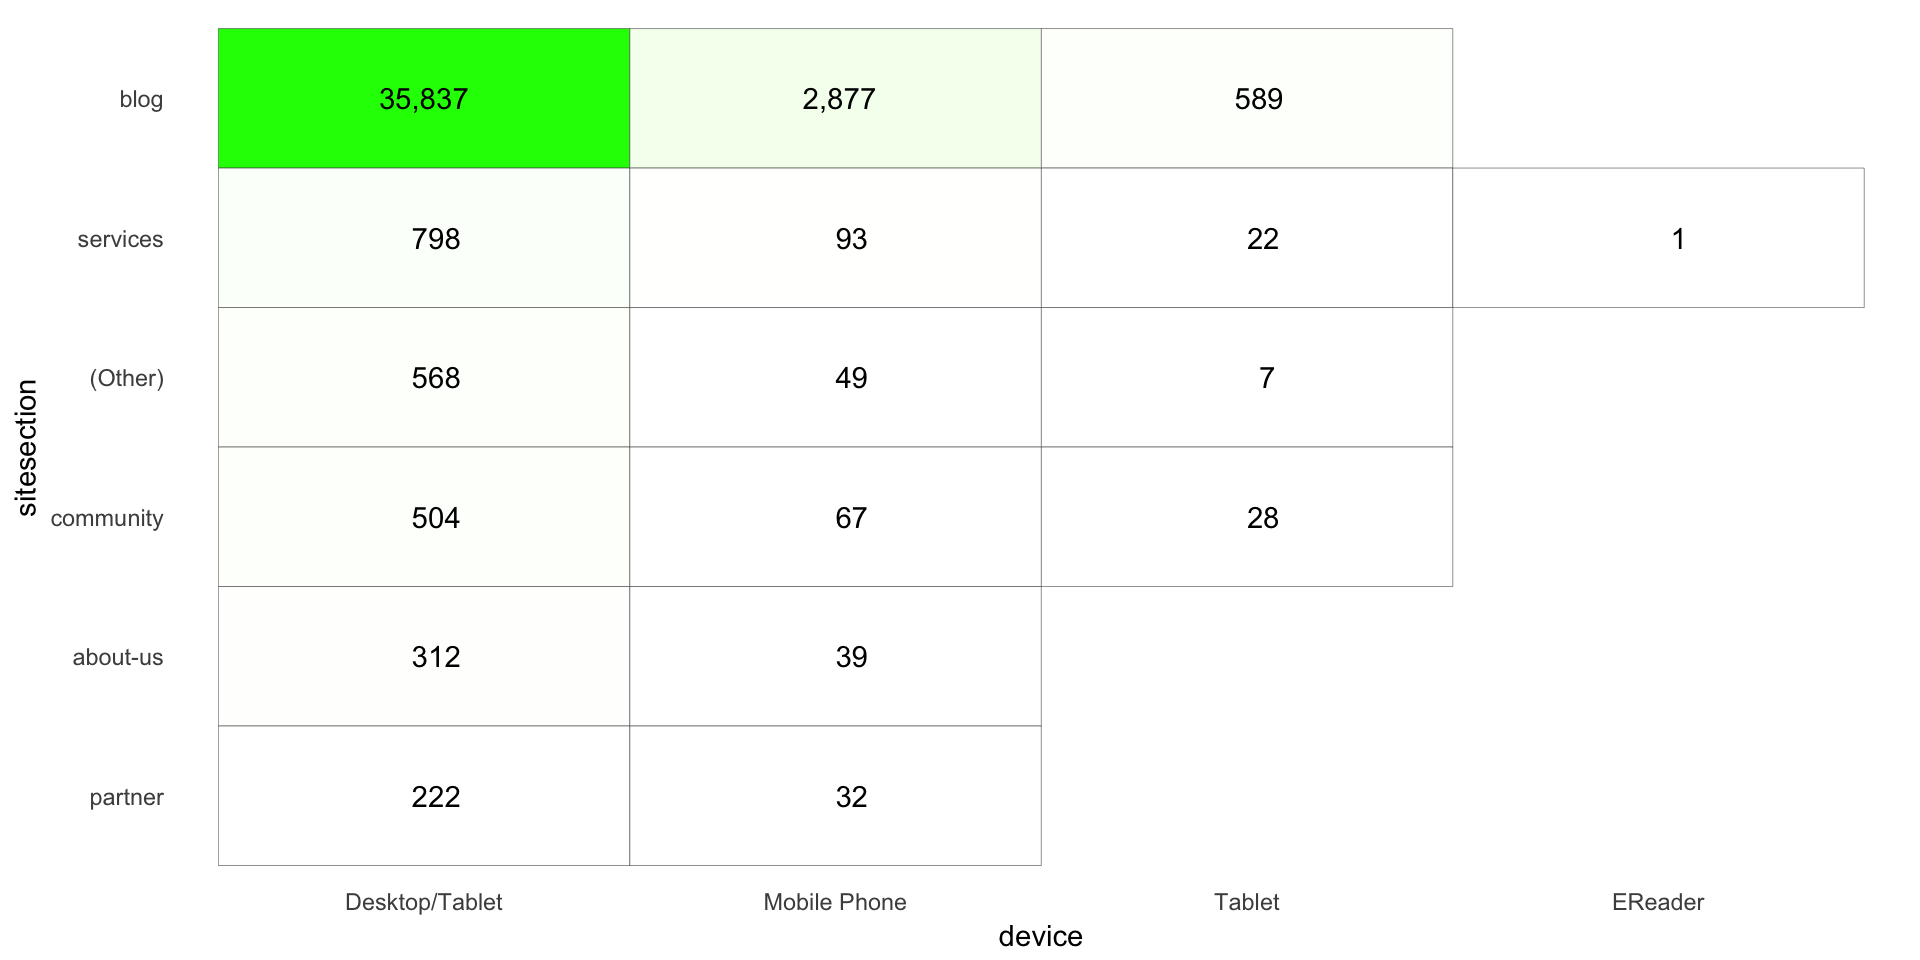 blog 35,837 2,877 589
services 798 93 22 1
(Other) 568 49 7
community 504 67 28
about-us 312 39
partner 222 32
sitesection
Desktop/Tablet Mobile Phone Tablet EReader
device